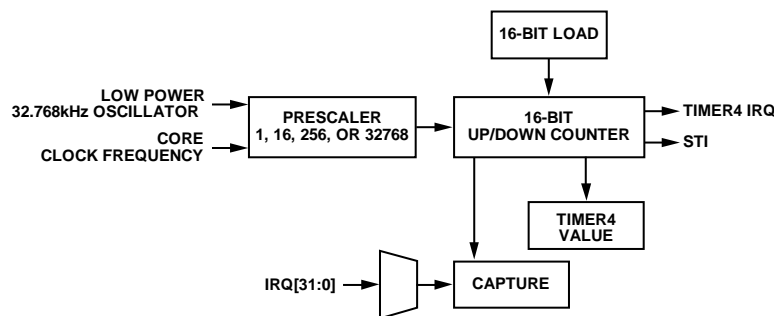 16-BIT LOAD
LOW POWER
32.768kHz OSCILLATOR
PRESCALER
1, 16, 256, OR 32768
16-BIT
UP/DOWN COUNTER
TIMER4 IRQ
STI
CORE
CLOCK FREQUENCY
TIMER4
VALUE
IRQ[31:0]
CAPTURE